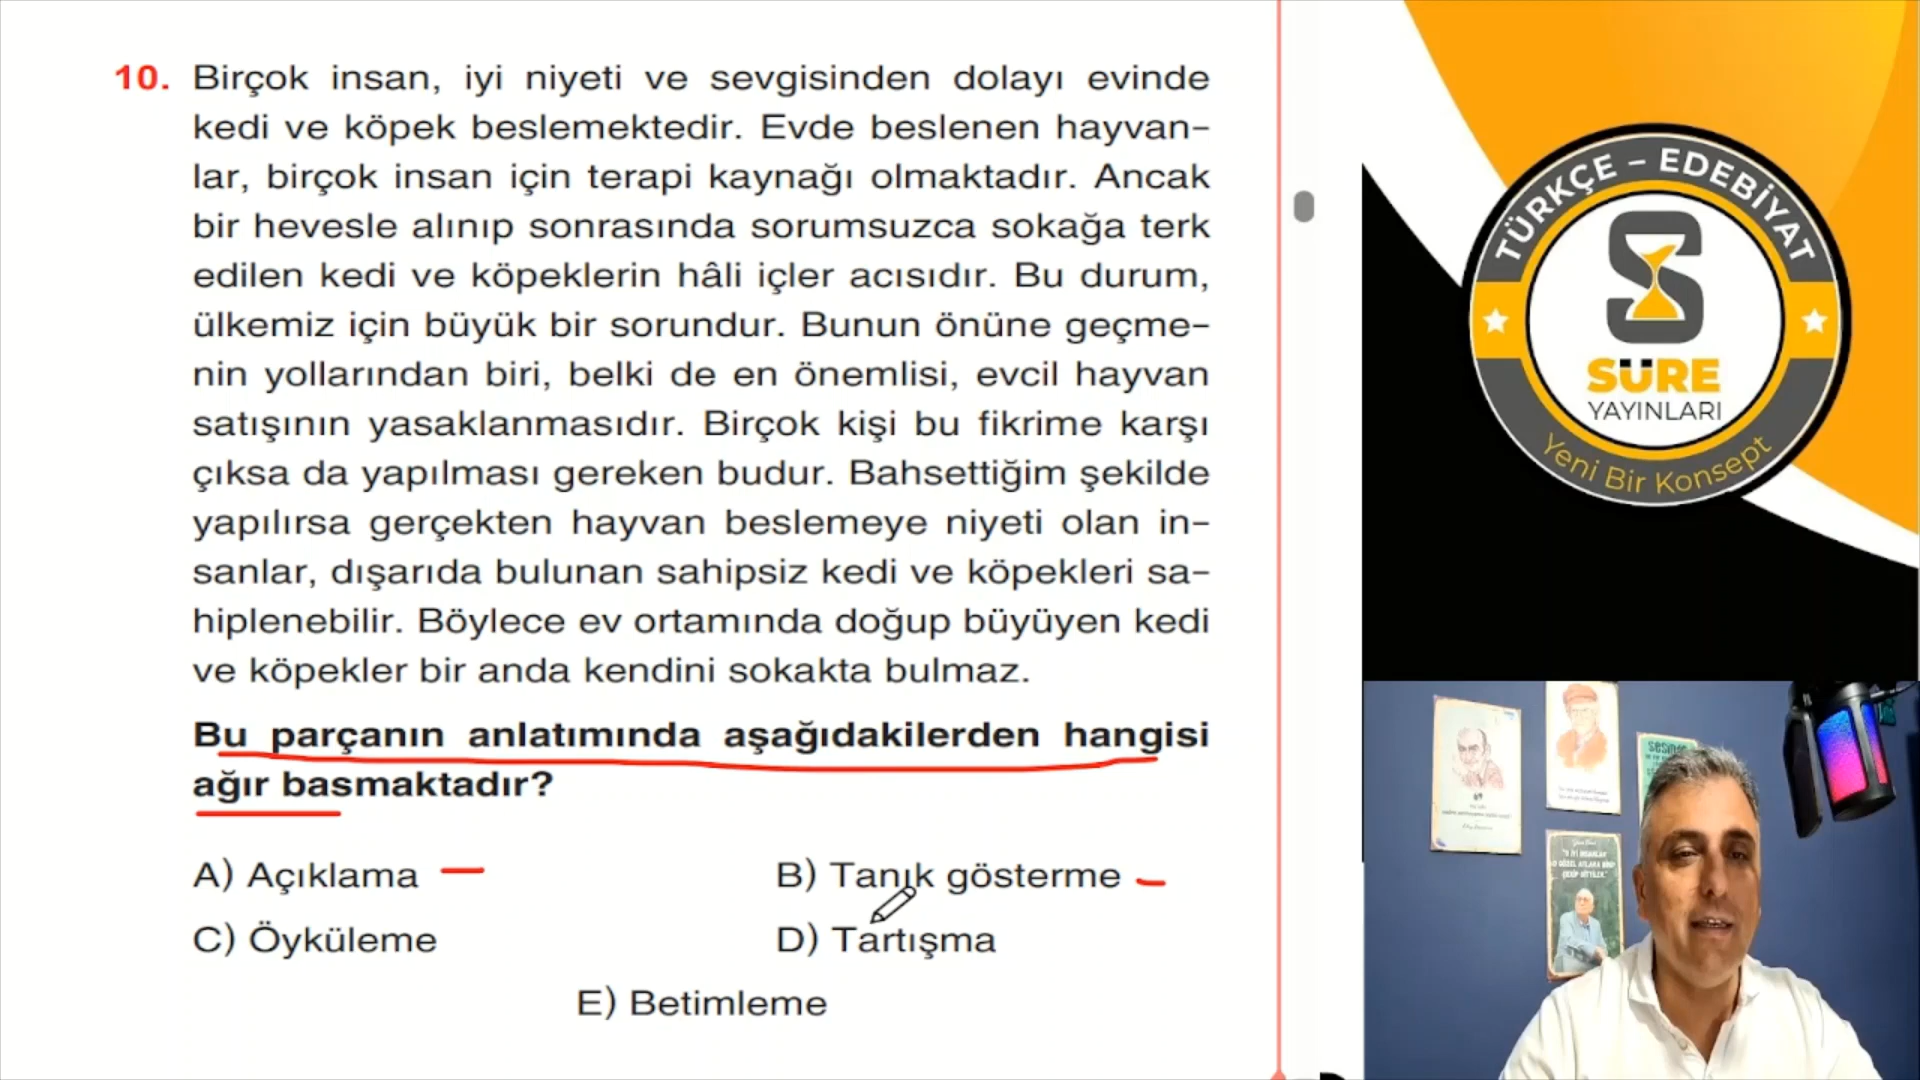 10. Birçok insan, iyi niyeti ve sevgisinden dolayı evinde
kedi ve köpek beslemektedir. Evde beslenen hayvan-
lar, birçok insan için terapi kaynağı olmaktadır. Ancak
bir hevesle alınıp sonrasında sorumsuzca sokağa terk
edilen kedi ve köpeklerin hâli içler acısıdır. Bu durum,
ülkemiz için büyük bir sorundur. Bunun önüne geçme-
nin yollarından biri, belki de en önemlisi, evcil hayvan
satışının yasaklanmasıdır. Birçok kişi bu fikrime karşı
çıksa da yapılması gereken budur. Bahsettiğim şekilde
yapılırsa gerçekten hayvan beslemeye niyeti olan in-
sanlar, dışarıda bulunan sahipsiz kedi ve köpekleri sa-
hiplenebilir. Böylece ev ortamında doğup büyüyen kedi
ve köpekler bir anda kendini sokakta bulmaz.
Bu parçanın anlatımında aşağıdakilerden hangisi
ağır basmaktadır?
A) Açıklama
B) Tanık gösterme
C) Öyküleme
D) Tartışma
E) Betimleme
TÜRKÇE – EDEBİYAT
S
SÜRE
YAYINLARI
Yeni Bir Konsept